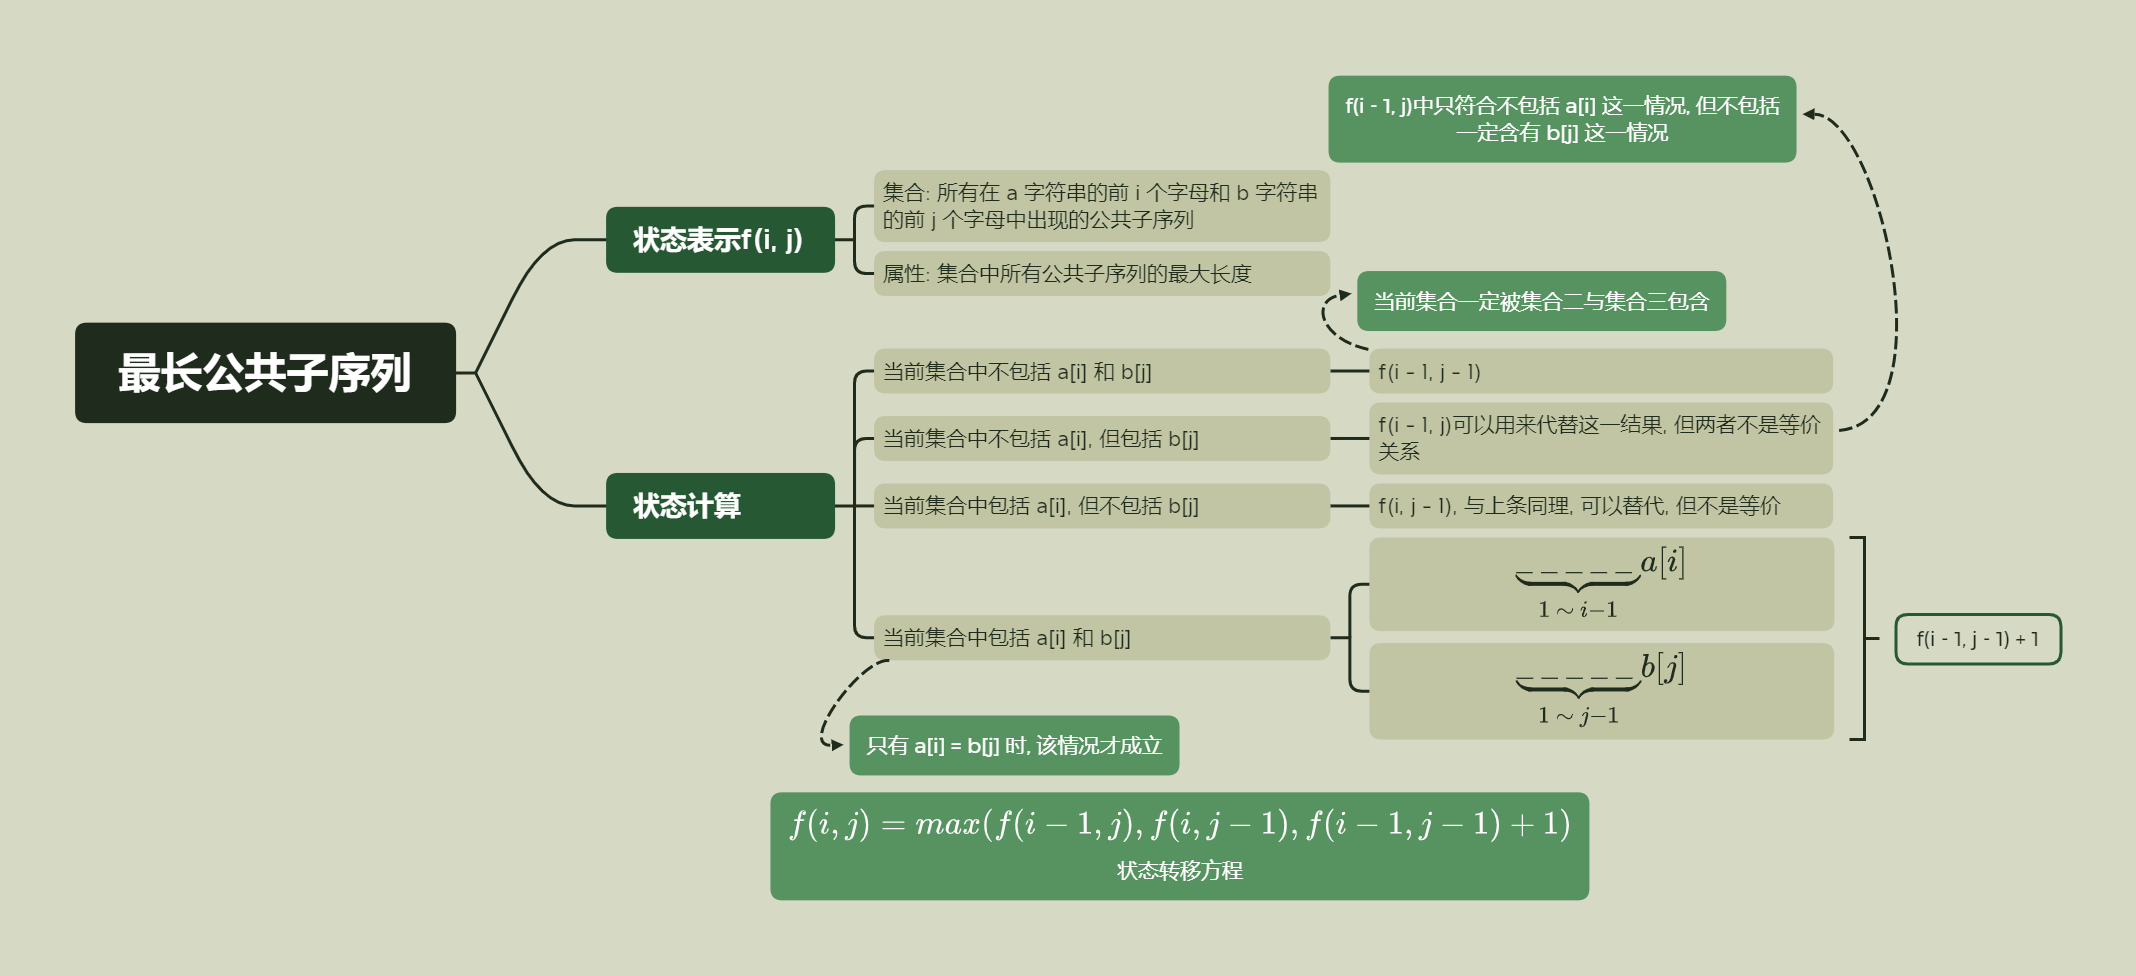 最长公共子序列
状态表示f(i, j)
集合: 所有在 a 字符串的前 i 个字母和 b 字符串
的前 j 个字母中出现的公共子序列
属性: 集合中所有公共子序列的最大长度
状态计算
当前集合中不包括 a[i] 和 b[j]
f(i - 1, j - 1)
当前集合一定被集合二与集合三包含
当前集合中不包括 a[i], 但包括 b[j]
f(i - 1, j)可以用来代替这一结果, 但两者不是等价
关系
f(i - 1, j)中只符合不包括 a[i] 这一情况, 但不包括
一定含有 b[j] 这一情况
当前集合中包括 a[i], 但不包括 b[j]
f(i, j - 1), 与上条同理, 可以替代, 但不是等价
当前集合中包括 a[i] 和 b[j]
_ _ _ _ _ a[i]
1 ∼ i−1
_ _ _ _ _ b[j]
1 ∼ j−1
f(i - 1, j - 1) + 1
只有 a[i] = b[j] 时, 该情况才成立
f(i, j) = max(f(i − 1, j), f(i, j − 1), f(i − 1, j − 1) + 1)
状态转移方程